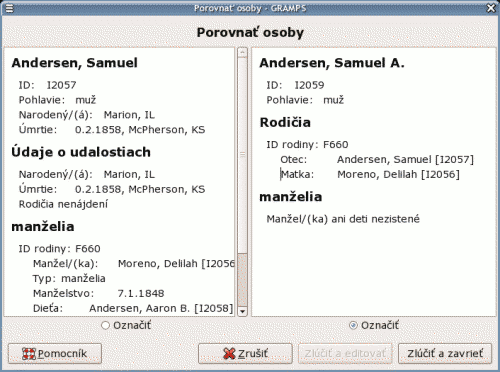 Porovnať osoby - GRAMPS
Porovnať osoby
Andersen, Samuel
ID: I2057
Pohlavie: muž
Narodený/(á): Marion, IL
Úmrtie: 0.2.1858, McPherson, KS
Údaje o udalostiach
Narodený/(á): Marion, IL
Úmrtie: 0.2.1858, McPherson, KS
Rodičia nenájdení
manželia
ID rodiny: F660
Manžel/(ka): Moreno, Delilah [I2056
Typ: manželia
Manželstvo: 7.1.1848
Dieťa: Andersen, Aaron B. [I2058]
Označiť
Andersen, Samuel A.
ID: I2059
Pohlavie: muž
Rodičia
ID rodiny: F660
Otec: Andersen, Samuel [I2057]
Matka: Moreno, Delilah [I2056]
manželia
Manžel/(ka) ani deti nezistené
Označiť
Pomocník
Zrušiť
Zlúčiť a editovať
Zlúčiť a zavrieť